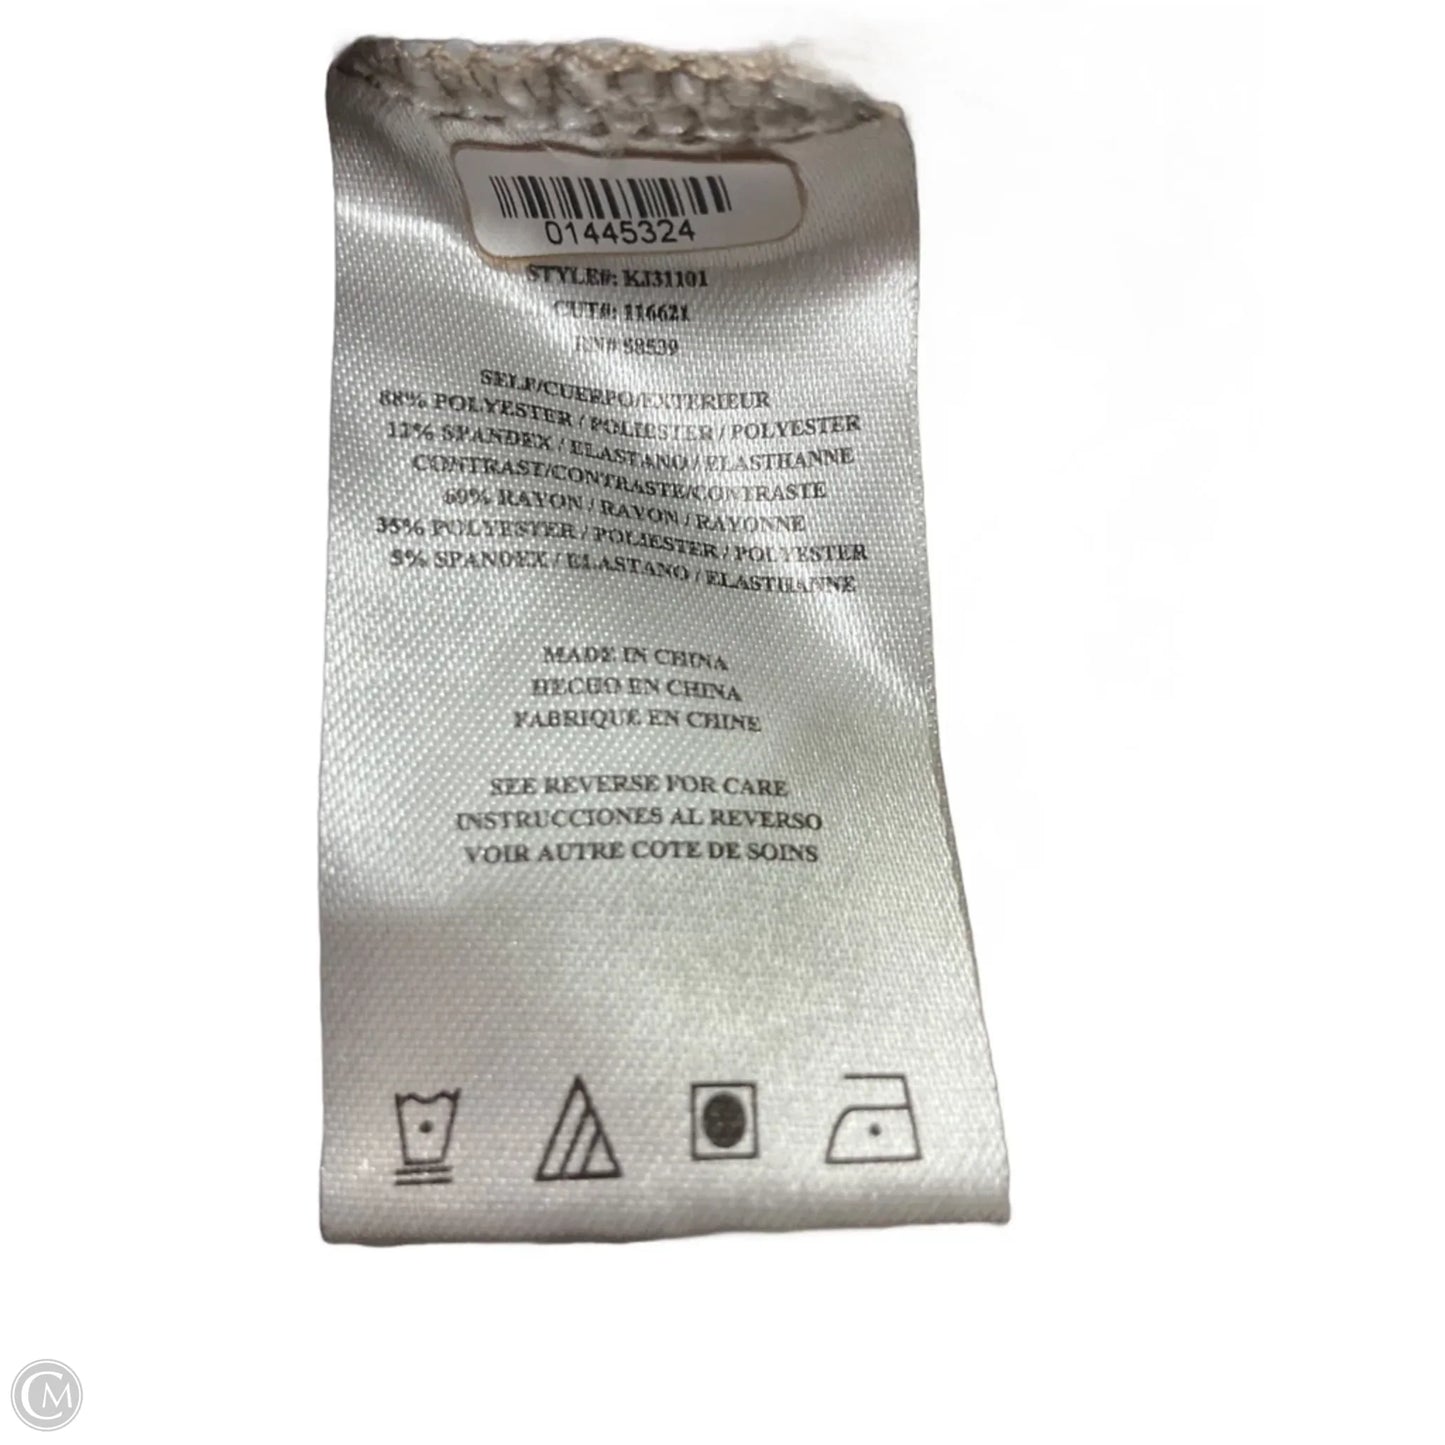 01445324
STYLE#: KJ31101
CUT#: 116621
RN# 58539
SELF/CUERPO/EXTERIEUR
88% POLYESTER / POLIESTER / POLYESTER
12% SPANDEX / ELASTANO / ELASTHANNE
CONTRAST/CONTRASTE/CONTRASTE
60% RAYON / RAYON / RAYONNE
35% POLYESTER / POLIESTER / POLYESTER
5% SPANDEX / ELASTANO / ELASTHANNE
MADE IN CHINA
HECHO EN CHINA
FABRIQUE EN CHINE
SEE REVERSE FOR CARE
INSTRUCCIONES AL REVERSO
VOIR AUTRE COTE DE SOINS
CM